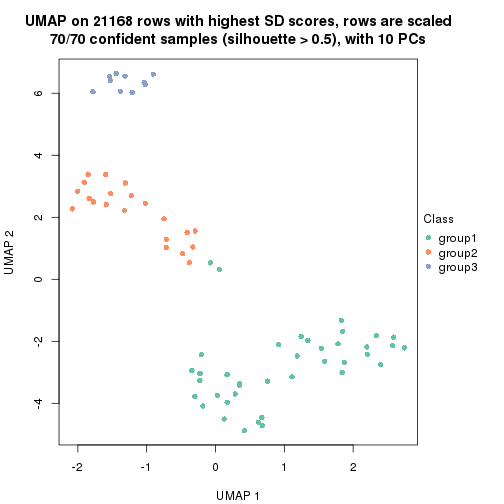 UMAP on 21168 rows with highest SD scores, rows are scaled
70/70 confident samples (silhouette > 0.5), with 10 PCs
6
4
2
0
-2
-4
UMAP 2
-2
-1
0
1
2
UMAP 1
Class
group1
group2
group3